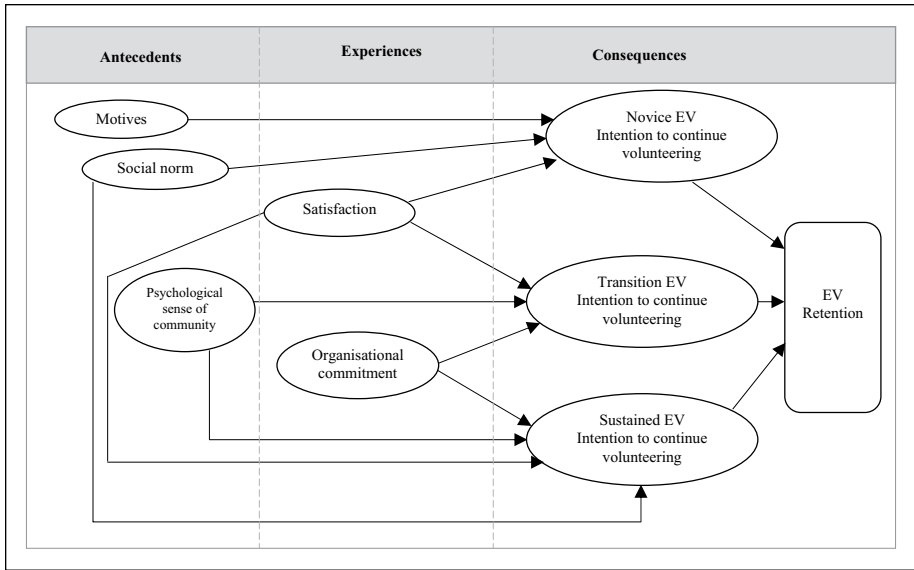 Antecedents
Experiences
Consequences
Motives
Novice EV
Intention to continue
volunteering
Social norm
Satisfaction
Psychological
sense of
community
Transition EV
Intention to continue
volunteering
EV
Retention
Organisational
commitment
Sustained EV
Intention to continue
volunteering